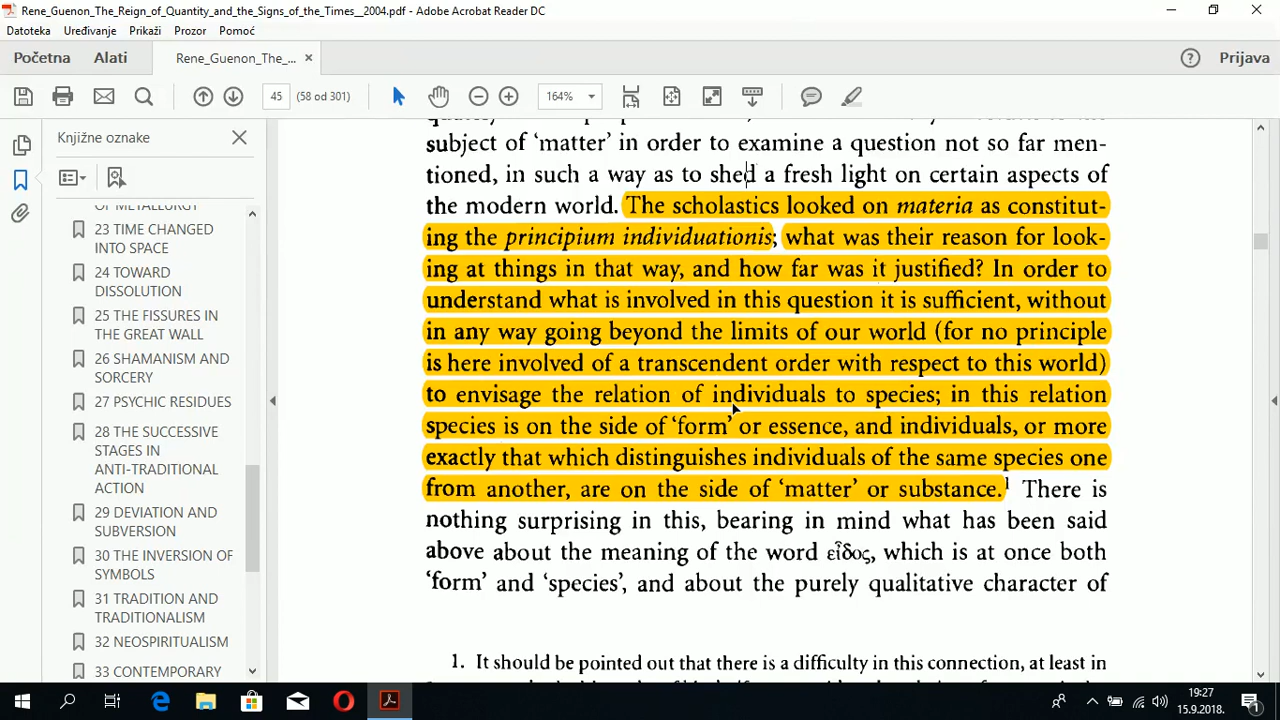 Rene_Guenon_The_Reign_of_Quantity_and_the_Signs_of_the_Times__2004.pdf - Adobe Acrobat Reader DC
Datoteka Uređivanje Prikaži Prozor Pomoć
Početna Alati Rene_Guenon_The_... × Prijava
45 (58 od 301) 164%
Knjižne oznake
OF METALLURGY
23 TIME CHANGED
INTO SPACE
24 TOWARD
DISSOLUTION
25 THE FISSURES IN
THE GREAT WALL
26 SHAMANISM AND
SORCERY
27 PSYCHIC RESIDUES
28 THE SUCCESSIVE
STAGES IN
ANTI-TRADITIONAL
ACTION
29 DEVIATION AND
SUBVERSION
30 THE INVERSION OF
SYMBOLS
31 TRADITION AND
TRADITIONALISM
32 NEOSPIRITUALISM
33 CONTEMPORARY
subject of ‘matter’ in order to examine a question not so far men-
tioned, in such a way as to shed a fresh light on certain aspects of
the modern world. The scholastics looked on materia as constitut-
ing the principium individuationis; what was their reason for look-
ing at things in that way, and how far was it justified? In order to
understand what is involved in this question it is sufficient, without
in any way going beyond the limits of our world (for no principle
is here involved of a transcendent order with respect to this world)
to envisage the relation of individuals to species; in this relation
species is on the side of ‘form’ or essence, and individuals, or more
exactly that which distinguishes individuals of the same species one
from another, are on the side of ‘matter’ or substance.1 There is
nothing surprising in this, bearing in mind what has been said
above about the meaning of the word εἶδος, which is at once both
‘form’ and ‘species’, and about the purely qualitative character of
1. It should be pointed out that there is a difficulty in this connection, at least in
19:27
15.9.2018.
1